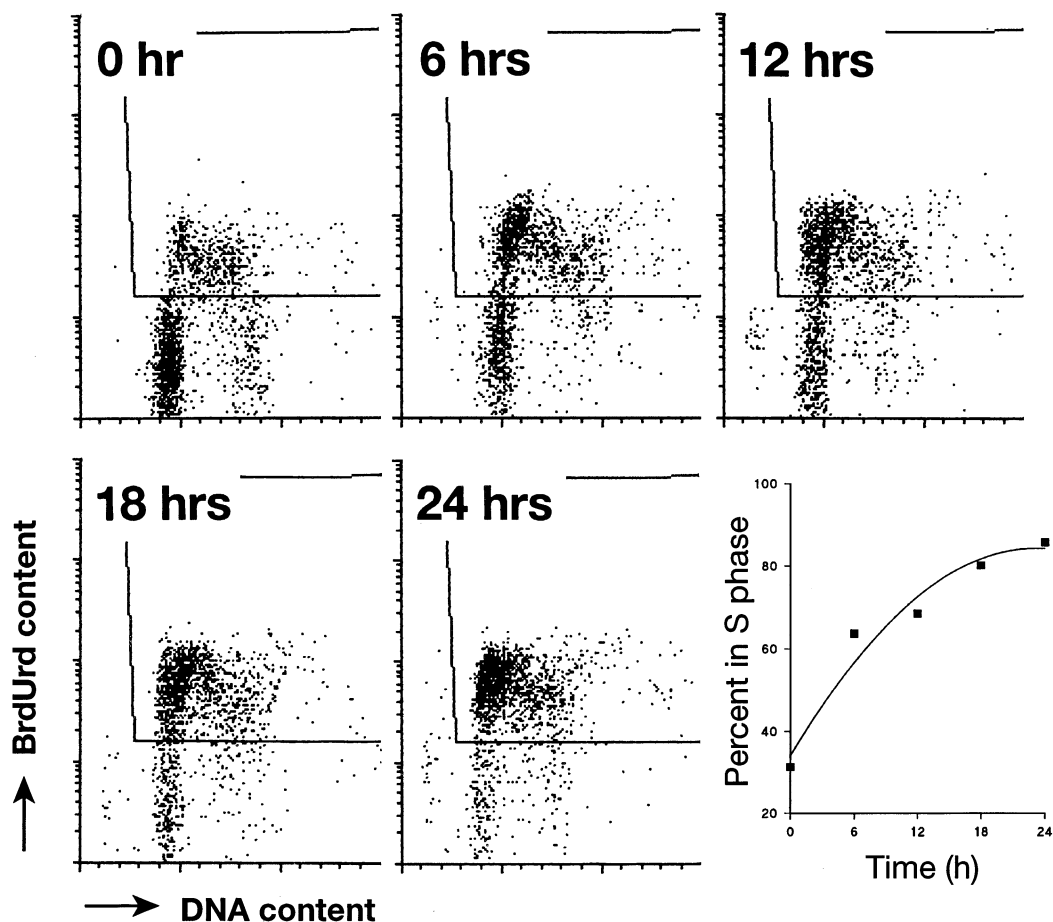 0 hr
6 hrs
12 hrs
18 hrs
24 hrs
BrdUrd content
DNA content
Percent in S phase
100
80
60
40
20
0
6
12
18
24
Time (h)